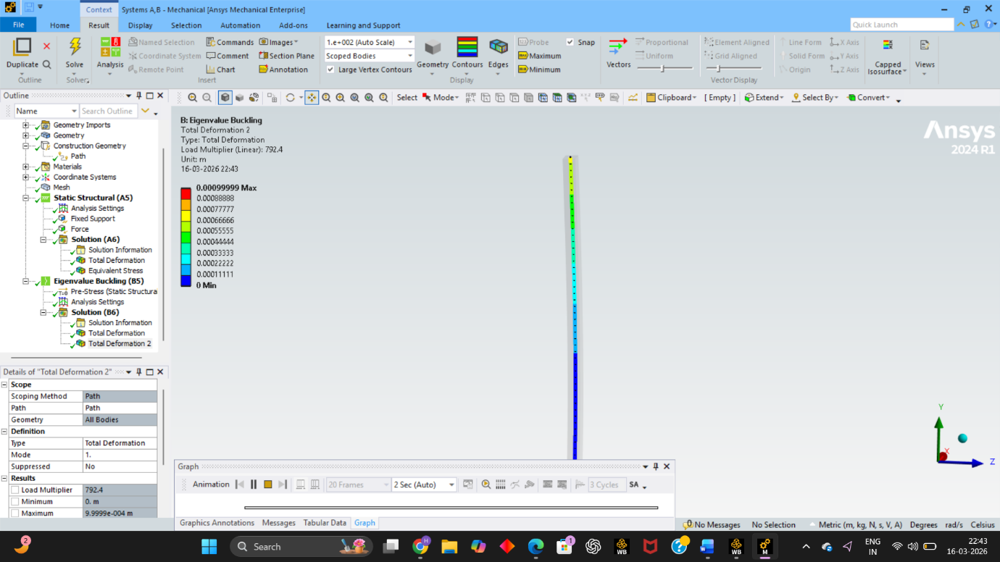 Context
Systems A,B - Mechanical [Ansys Mechanical Enterprise]
File Home Result Display Selection Automation Add-ons Learning and Support
Quick Launch
Duplicate
Outline
Solve
Solver
Analysis
Named Selection Commands Images
Coordinate System Comment Section Plane
Remote Point Chart Annotation
Insert
1.e+002 (Auto Scale)
Scoped Bodies
Large Vertex Contours
Geometry Contours Edges
Display
Probe Snap
Maximum
Minimum
Vectors
Proportional
Uniform
Element Aligned
Grid Aligned
Vector Display
Line Form X Axis
Solid Form Y Axis
Origin Z Axis
Capped
Isosurface
Views
Outline
Name Search Outline
Select Mode Clipboard [ Empty ] Extend Select By Convert
Geometry Imports
Geometry
Construction Geometry
Path
Materials
Coordinate Systems
Mesh
Static Structural (A5)
Analysis Settings
Fixed Support
Force
Solution (A6)
Solution Information
Total Deformation
Equivalent Stress
Eigenvalue Buckling (B5)
T=0 Pre-Stress (Static Structura
Analysis Settings
Solution (B6)
Solution Information
Total Deformation
Total Deformation 2
B: Eigenvalue Buckling
Total Deformation 2
Type: Total Deformation
Load Multiplier (Linear): 792.4
Unit: m
16-03-2026 22:43
0.00099999 Max
0.00088888
0.00077777
0.00066666
0.00055555
0.00044444
0.00033333
0.00022222
0.00011111
0 Min
Ansys
2024 R1
Y
X
Z
Details of "Total Deformation 2"
Scope
Scoping Method Path
Path Path
Geometry All Bodies
Definition
Type Total Deformation
Mode 1.
Suppressed No
Results
Load Multiplier 792.4
Minimum 0. m
Maximum 9.9999e-004 m
Graph
Animation 20 Frames 2 Sec (Auto) 3 Cycles SA
Graphics Annotations Messages Tabular Data Graph
0 No Messages No Selection Metric (m, kg, N, s, V, A) Degrees rad/s Celsius
2
Search
H
1
WB
W
WB
M
ENG
IN
22:43
16-03-2026